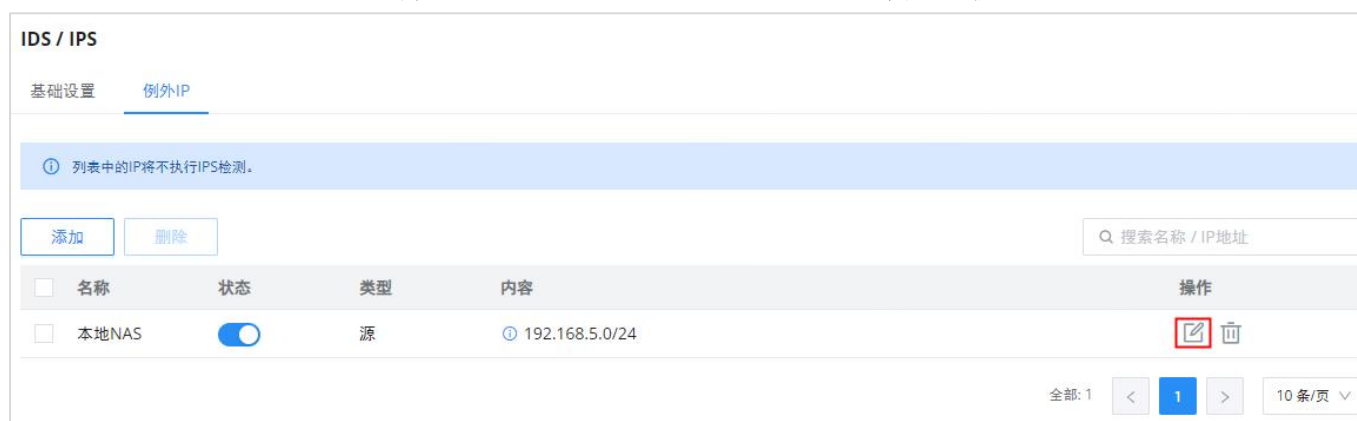 IDS / IPS
基础设置 例外IP
列表中的IP将不执行IPS检测。
添加 删除 搜索名称 / IP地址
名称 状态 类型 内容 操作
本地NAS 源 192.168.5.0/24
全部: 1 < 1 > 10 条/页